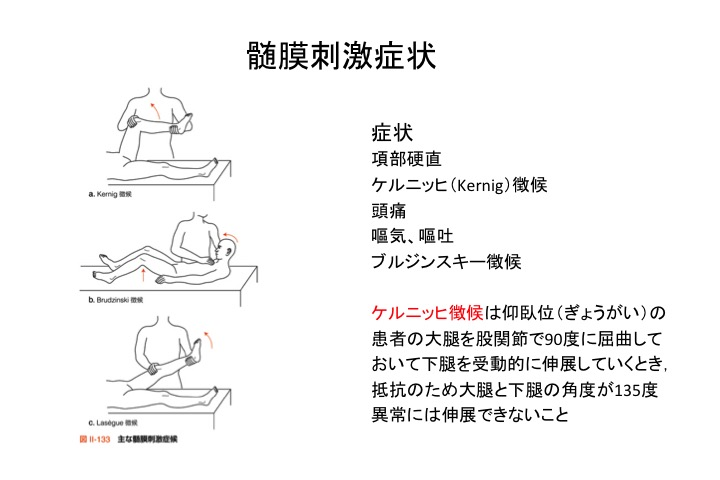 髄膜刺激症状
a. Kernig 徴候
b. Brudzinski 徴候
c. Laségue 徴候
図 II-133 主な髄膜刺激症候
症状
項部硬直
ケルニッヒ（Kernig）徴候
頭痛
嘔気、嘔吐
ブルジンスキー徴候
ケルニッヒ徴候は仰臥位（ぎょうがい）の
患者の大腿を股関節で90度に屈曲して
おいて下腿を受動的に伸展していくとき,
抵抗のため大腿と下腿の角度が135度
異常には伸展できないこと